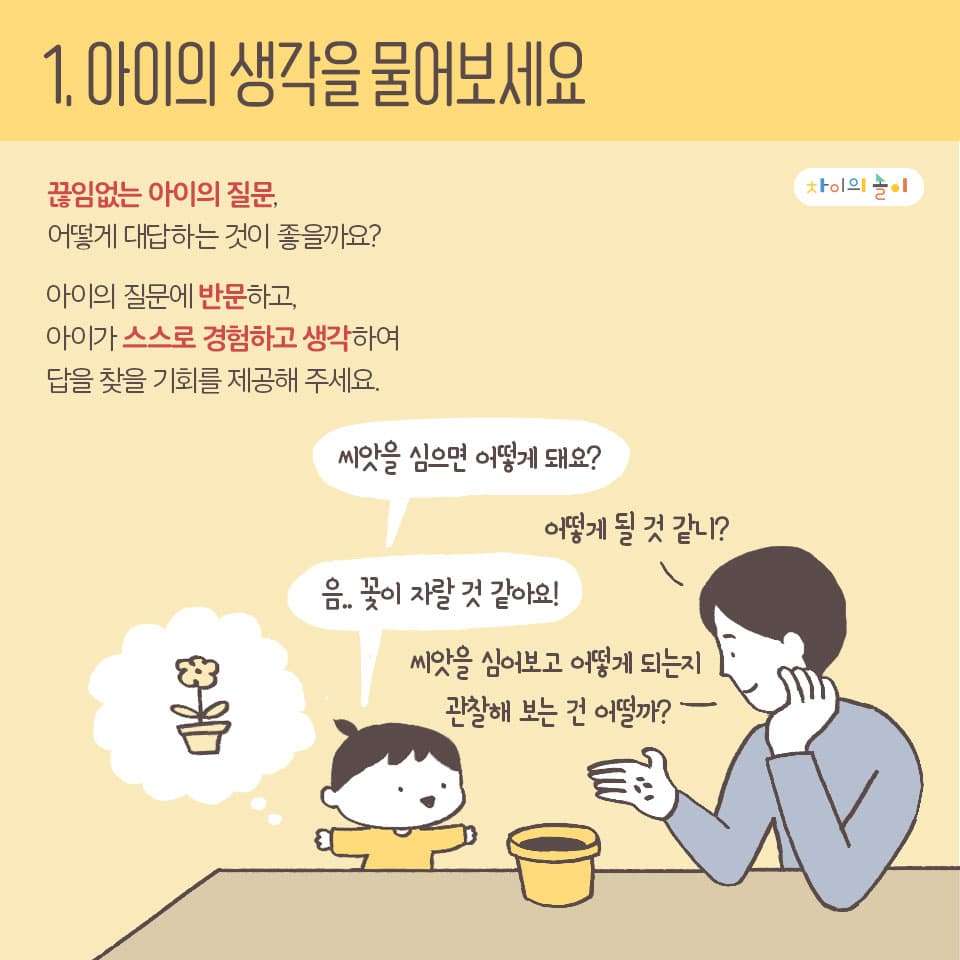 1. 아이의 생각을 물어보세요
차이의 놀이
끊임없는 아이의 질문,
어떻게 대답하는 것이 좋을까요?
아이의 질문에 반문하고,
아이가 스스로 경험하고 생각하여
답을 찾을 기회를 제공해 주세요.
씨앗을 심으면 어떻게 돼요?
어떻게 될 것 같니?
음.. 꽃이 자랄 것 같아요!
씨앗을 심어보고 어떻게 되는지
관찰해 보는 건 어떨까?